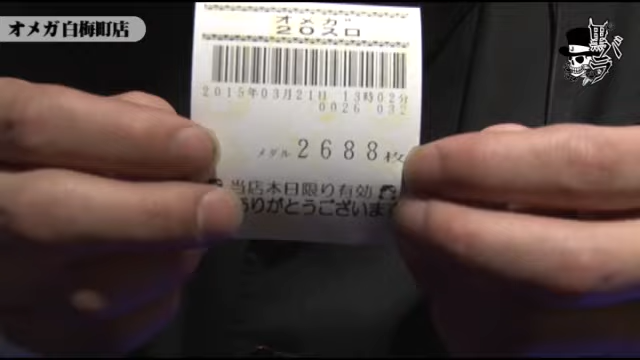 オメガ白梅町店
黒バラ
オメガ
20スロ
2015年03月21日 13時02分
0026 032
メダル 2688枚
当店本日限り有効
ありがとうございます